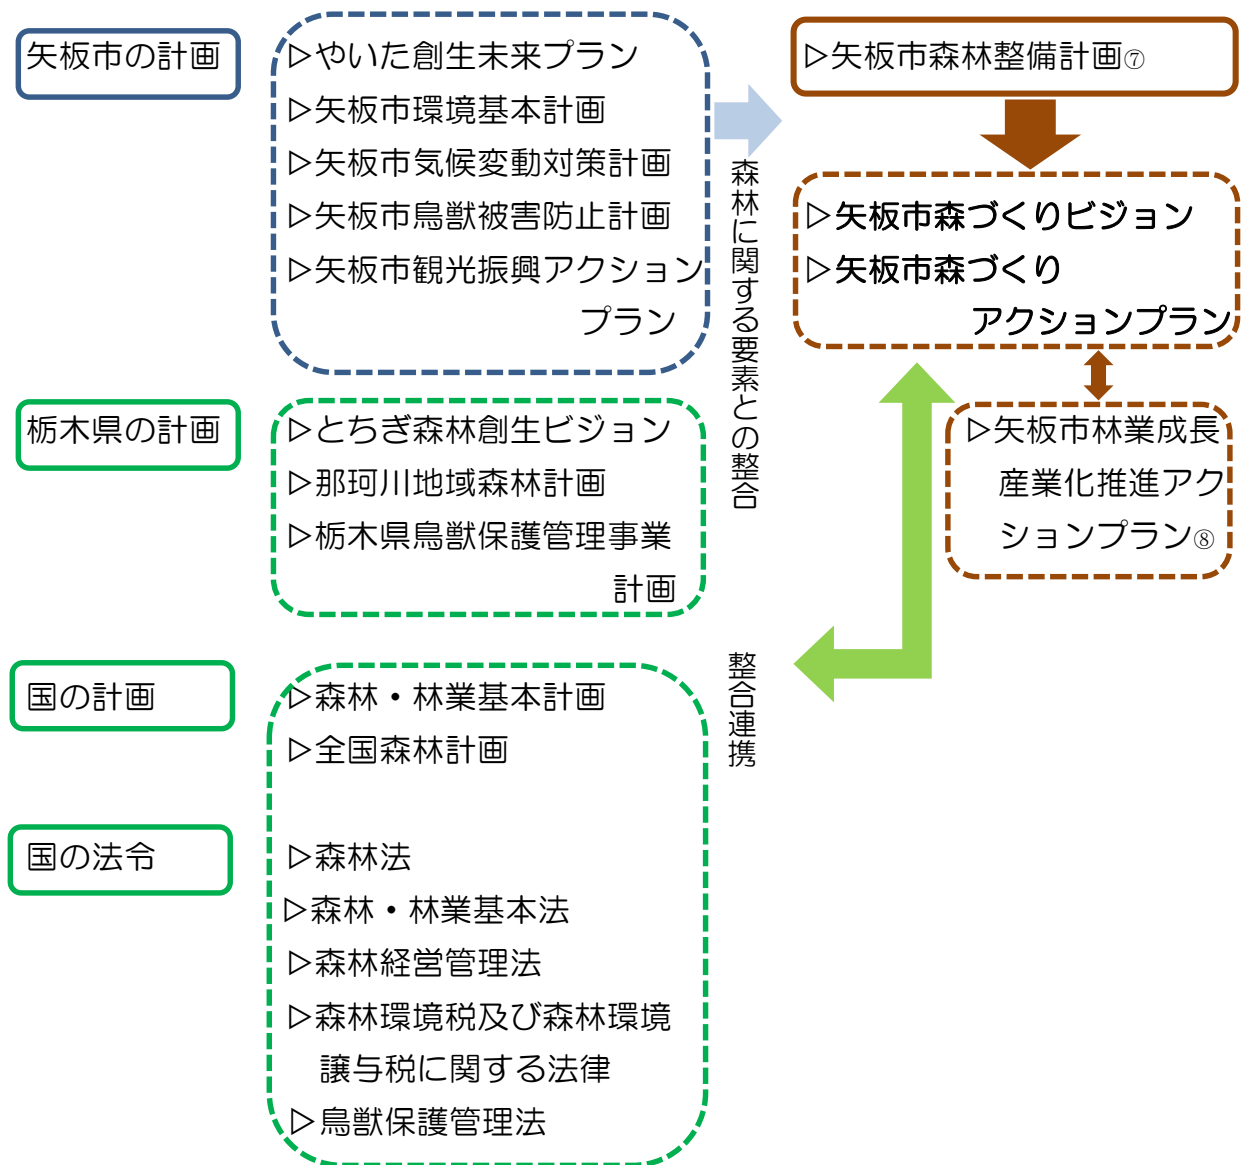 矢板市の計画
▷やいた創生未来プラン
▷矢板市環境基本計画
▷矢板市気候変動対策計画
▷矢板市鳥獣被害防止計画
▷矢板市観光振興アクション
プラン
森林に関する要素との整合
▷矢板市森林整備計画⑦
▷矢板市森づくりビジョン
▷矢板市森づくり
アクションプラン
▷矢板市林業成長
産業化推進アク
ションプラン⑧
栃木県の計画
▷とちぎ森林創生ビジョン
▷那珂川地域森林計画
▷栃木県鳥獣保護管理事業
計画
国の計画
▷森林・林業基本計画
▷全国森林計画
整合連携
国の法令
▷森林法
▷森林・林業基本法
▷森林経営管理法
▷森林環境税及び森林環境
譲与税に関する法律
▷鳥獣保護管理法